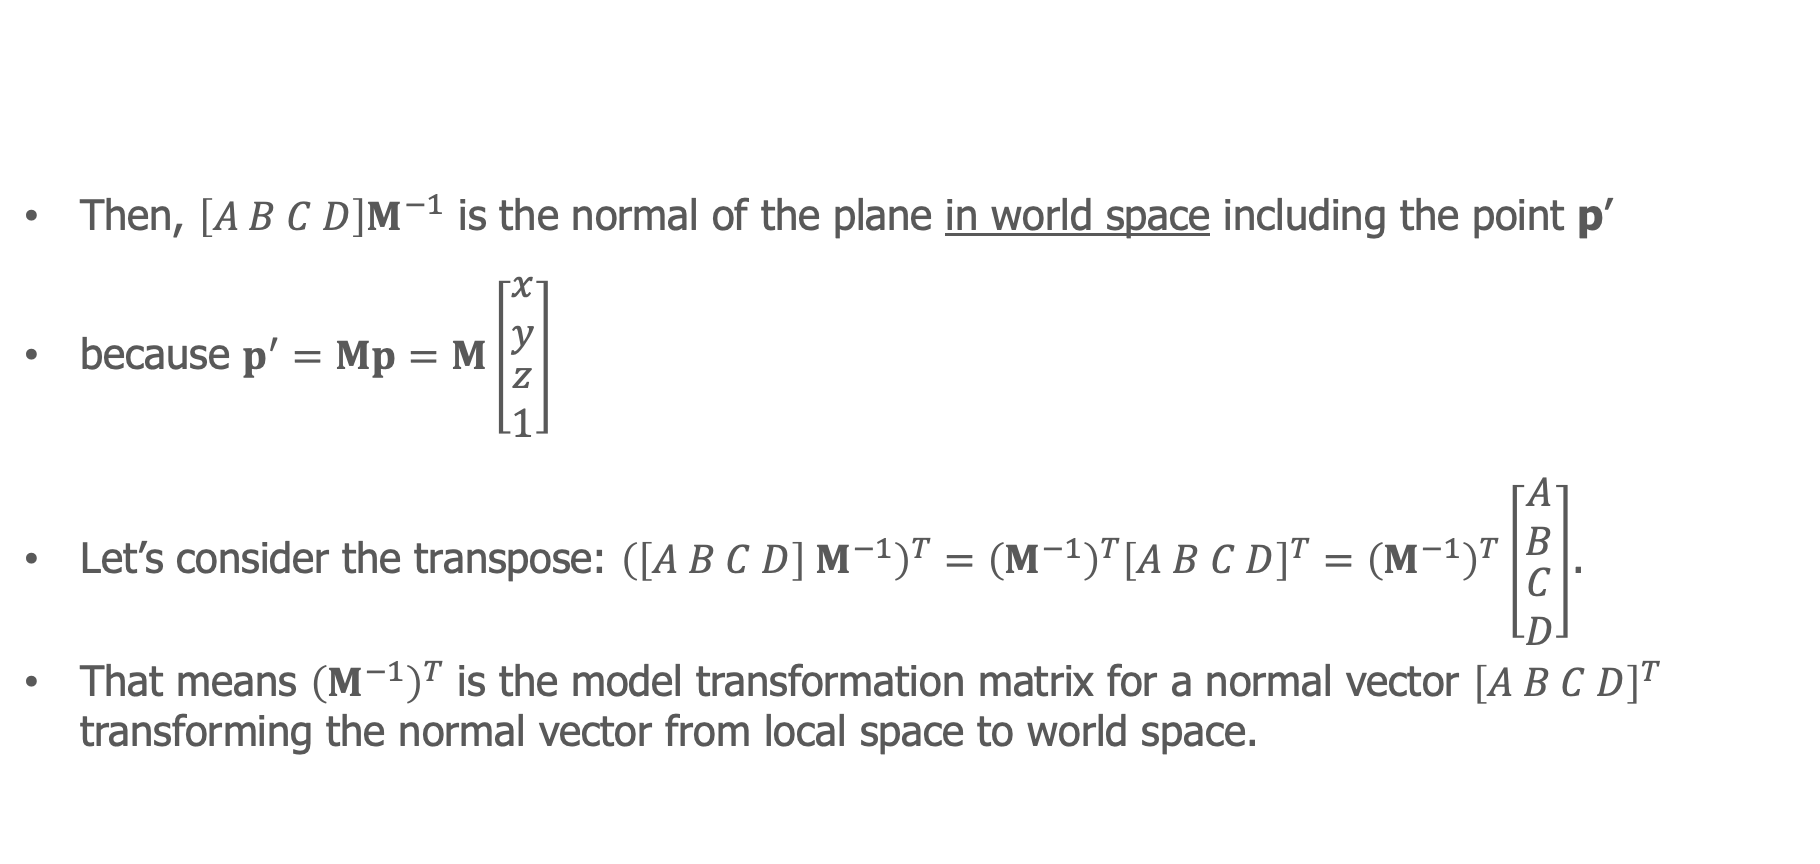 • Then, [A B C D]𝐌⁻¹ is the normal of the plane in world space including the point 𝐩′
• because 𝐩′ = 𝐌𝐩 = 𝐌 [x y z 1]
• Let’s consider the transpose: ([A B C D] 𝐌⁻¹)ᵀ = (𝐌⁻¹)ᵀ[A B C D]ᵀ = (𝐌⁻¹)ᵀ [A B C D].
• That means (𝐌⁻¹)ᵀ is the model transformation matrix for a normal vector [A B C D]ᵀ
transforming the normal vector from local space to world space.